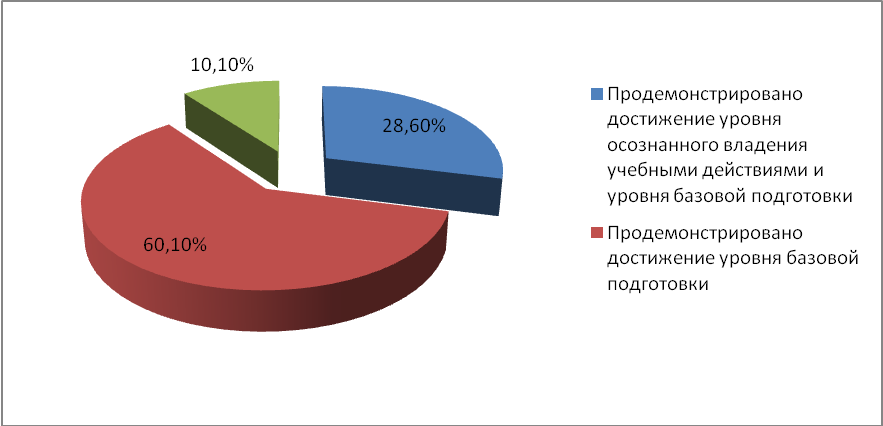 10,10%
28,60%
60,10%
Продемонстрировано
достижение уровня
осознанного владения
учебными действиями и
уровня базовой подготовки
Продемонстрировано
достижение уровня базовой
подготовки